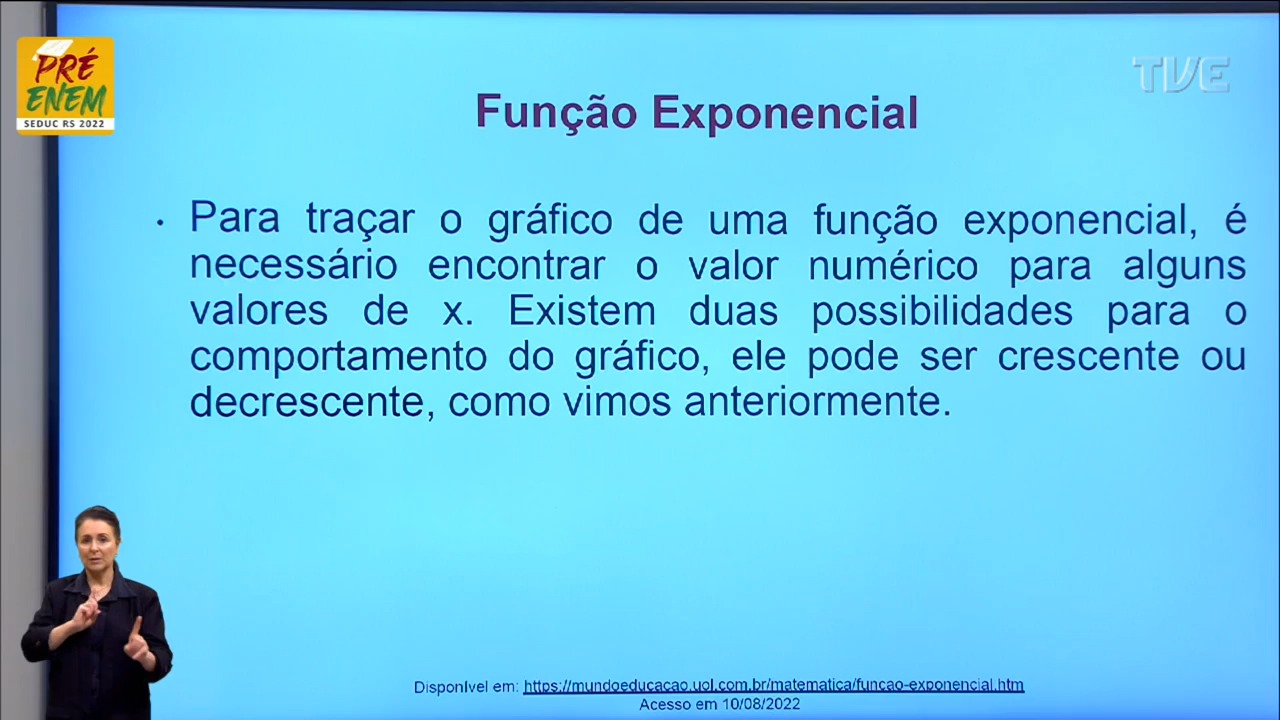 PRÉ
ENEM
SEDUC RS 2022
TVE
Função Exponencial
• Para traçar o gráfico de uma função exponencial, é
necessário encontrar o valor numérico para alguns
valores de x. Existem duas possibilidades para o
comportamento do gráfico, ele pode ser crescente ou
decrescente, como vimos anteriormente.
Disponível em: https://mundoeducacao.uol.com.br/matematica/funcao-exponencial.htm
Acesso em 10/08/2022